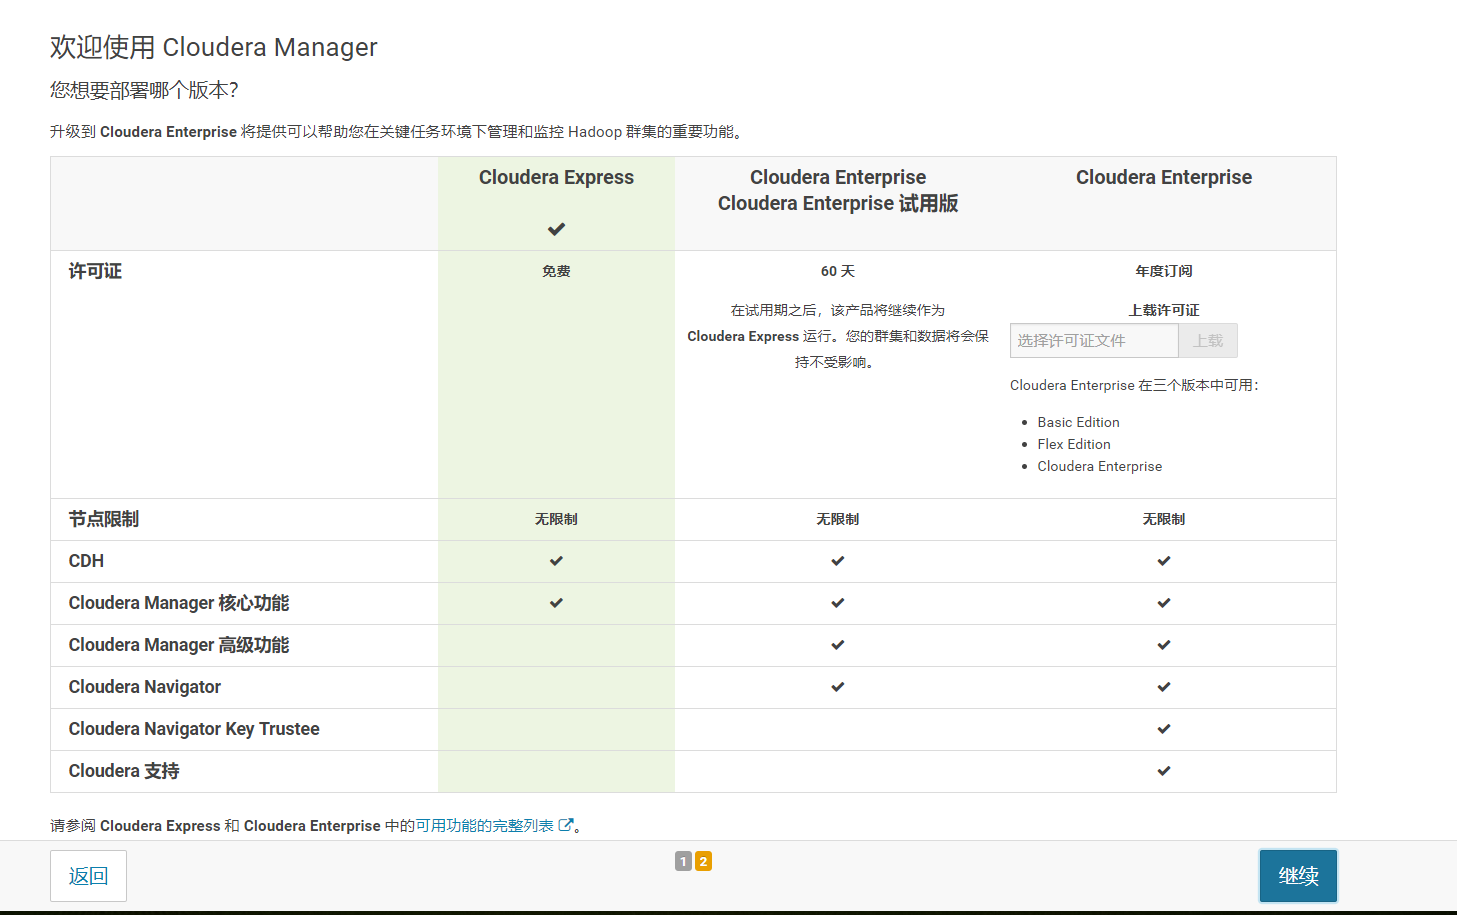 欢迎使用 Cloudera Manager
您想要部署哪个版本？
升级到 Cloudera Enterprise 将提供可以帮助您在关键任务环境下管理和监控 Hadoop 群集的重要功能。
Cloudera Express
Cloudera Enterprise
Cloudera Enterprise 试用版
Cloudera Enterprise
许可证
免费
60 天
在试用期之后，该产品将继续作为
Cloudera Express 运行。您的群集和数据将会保
持不受影响。
年度订阅
上载许可证
选择许可证文件 上载
Cloudera Enterprise 在三个版本中可用：
Basic Edition
Flex Edition
Cloudera Enterprise
节点限制 无限制 无限制 无限制
CDH
Cloudera Manager 核心功能
Cloudera Manager 高级功能
Cloudera Navigator
Cloudera Navigator Key Trustee
Cloudera 支持
请参阅 Cloudera Express 和 Cloudera Enterprise 中的可用功能的完整列表。
返回 1 2 继续